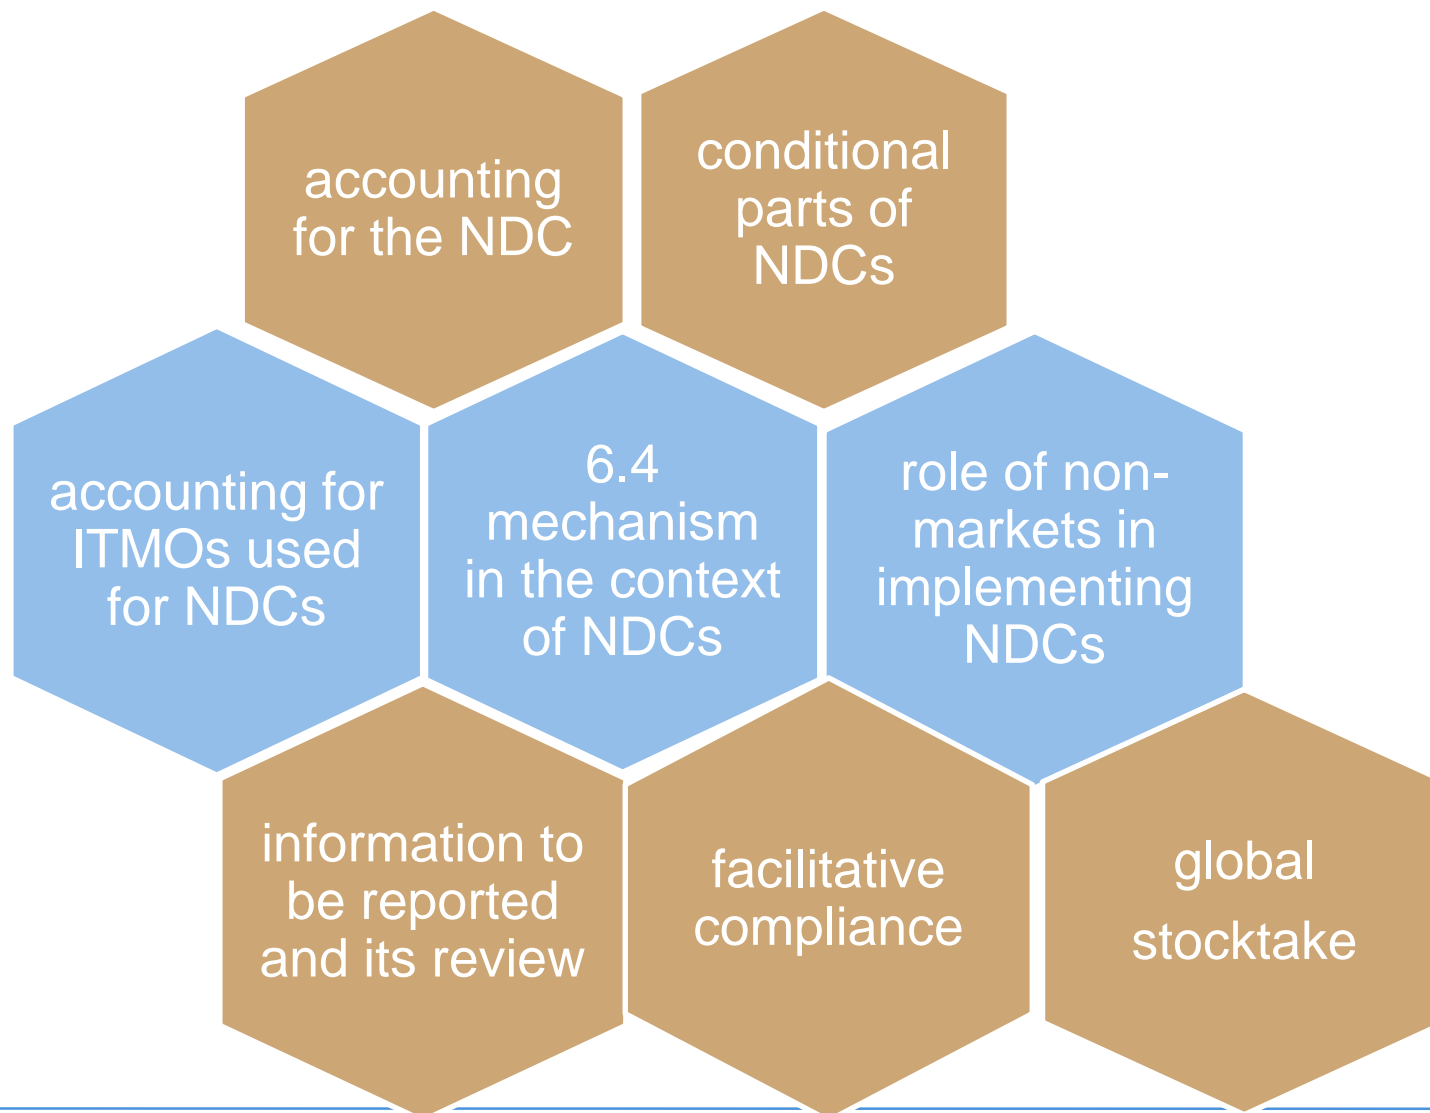 accounting
for the NDC
conditional
parts of
NDCs
accounting for
ITMOs used
for NDCs
6.4
mechanism
in the context
of NDCs
role of non-
markets in
implementing
NDCs
information to
be reported
and its review
facilitative
compliance
global
stocktake